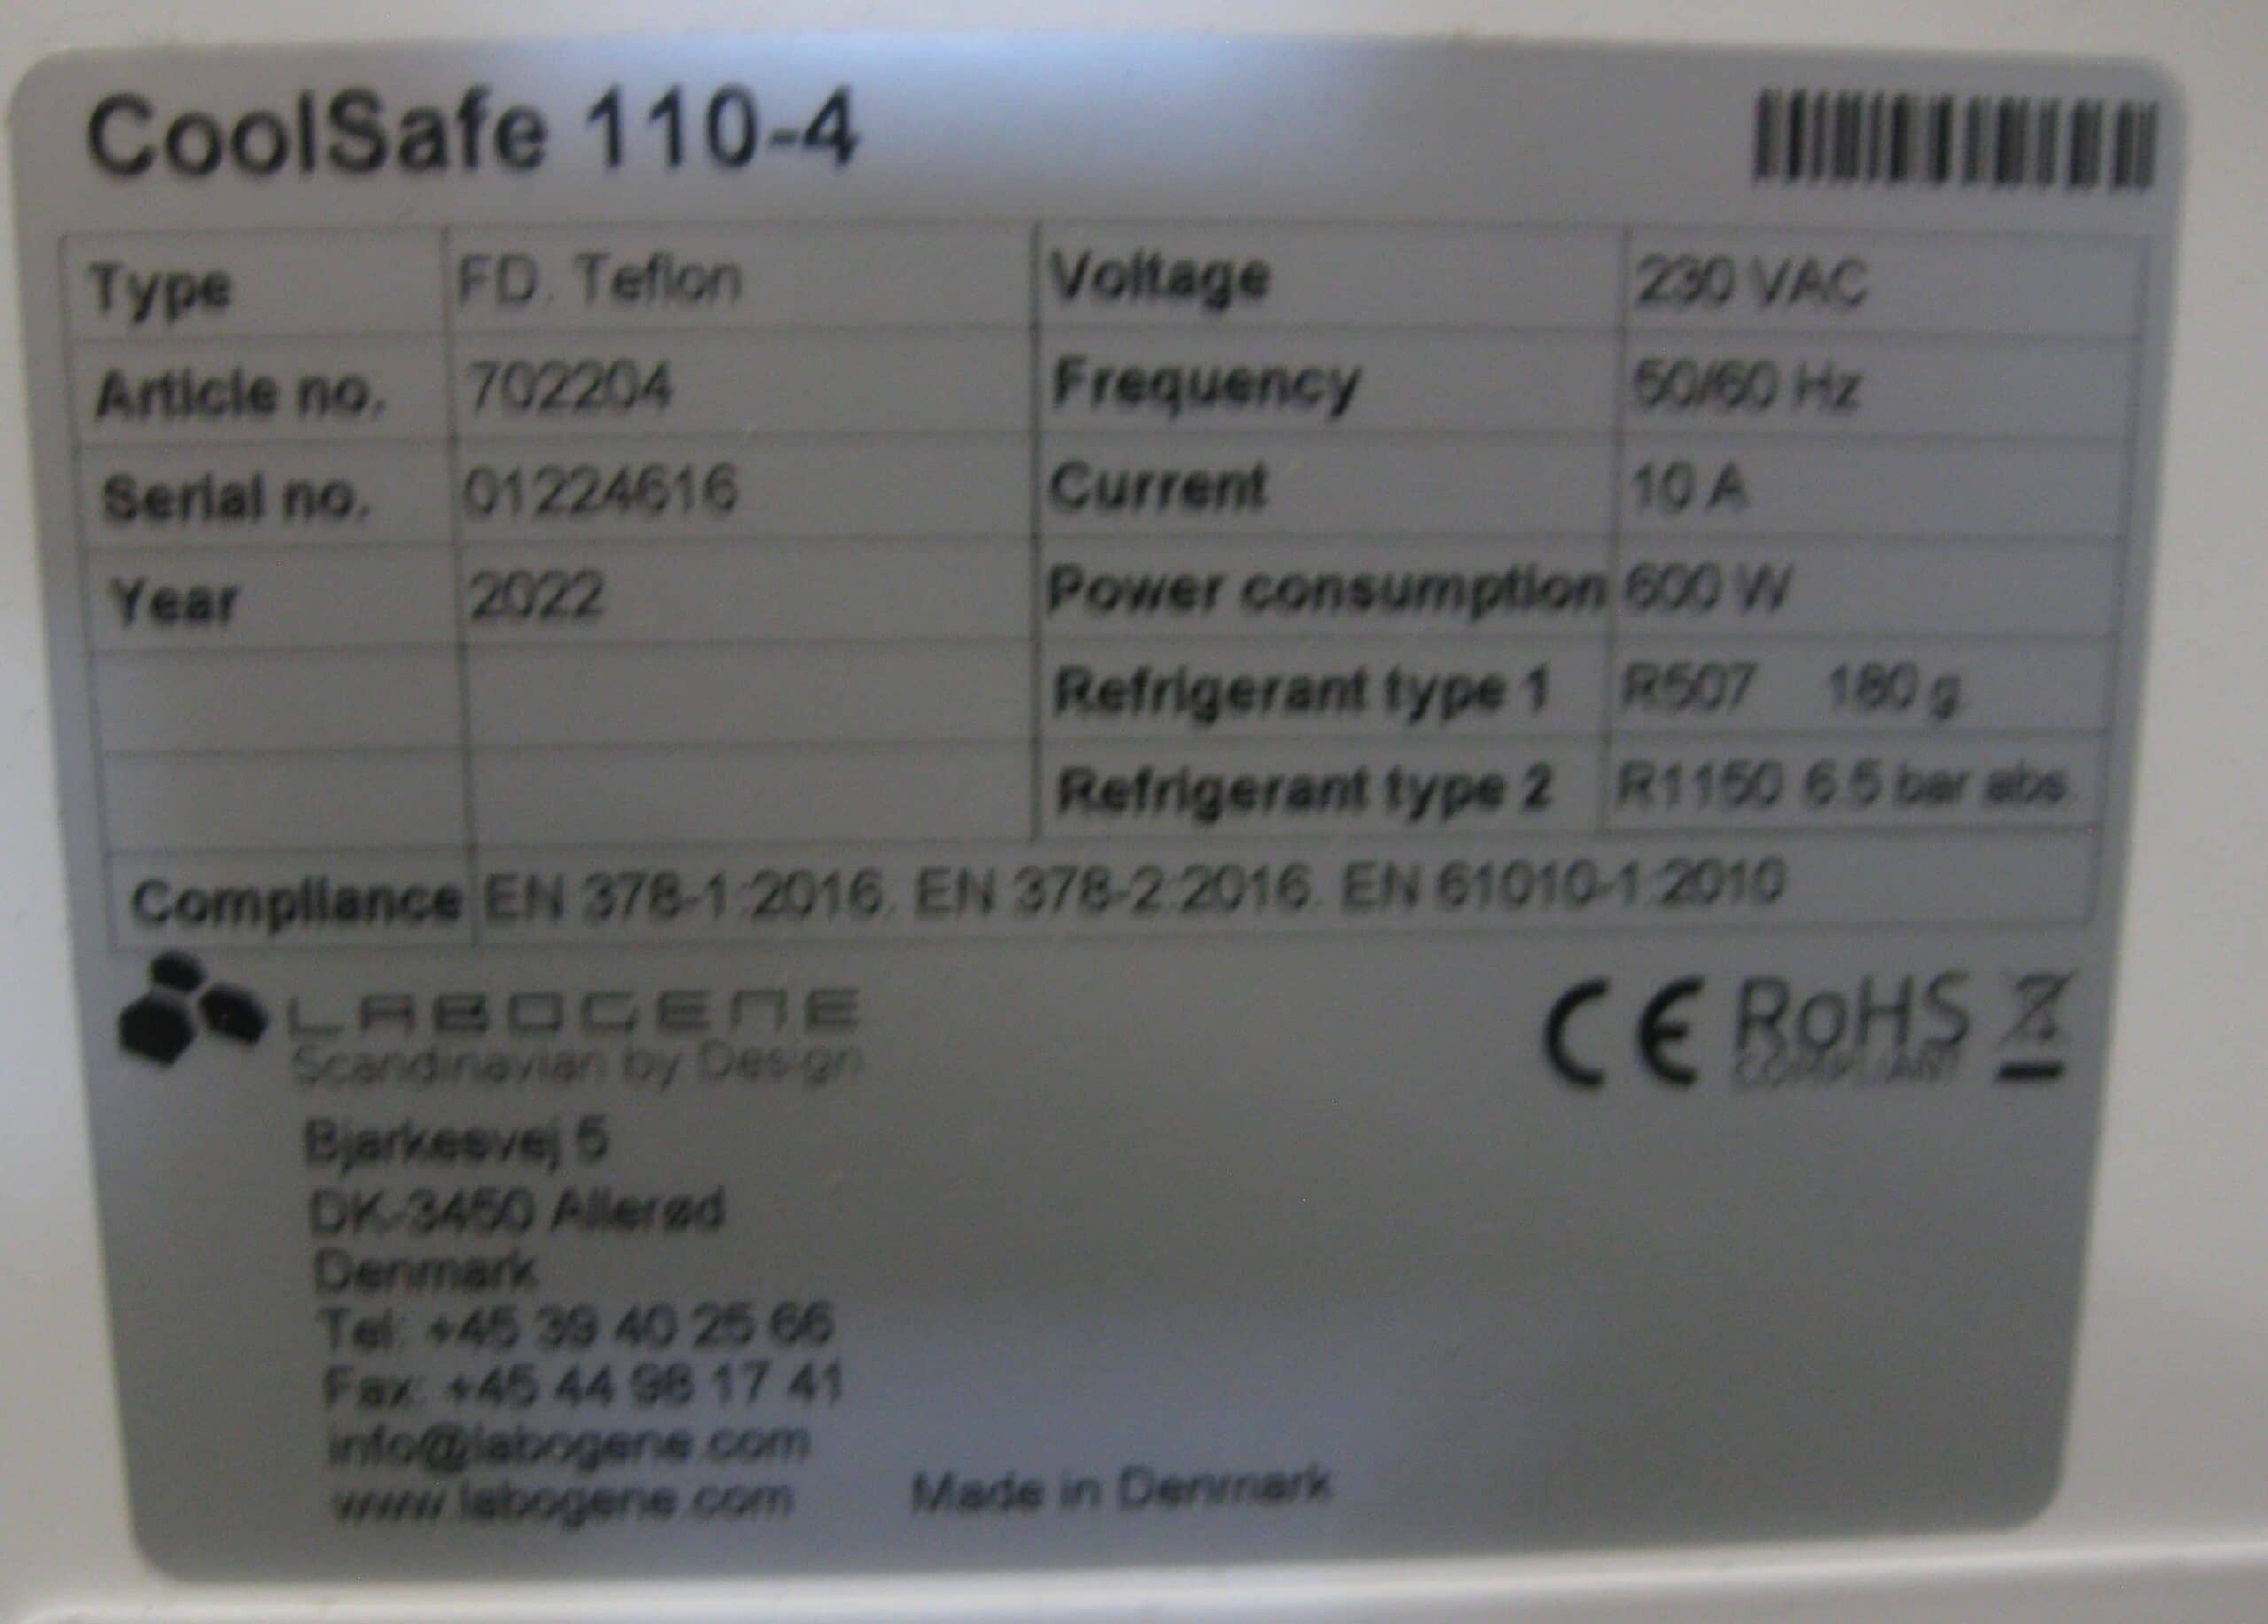 CoolSafe 110-4
Type FD. Teflon Voltage 230 VAC
Article no. 702204 Frequency 50/60 Hz
Serial no. 01224616 Current 10 A
Year 2022 Power consumption 600 W
Refrigerant type 1 R507 180 g
Refrigerant type 2 R1150 6.5 bar abs.
Compliance EN 378-1:2016. EN 378-2:2016. EN 61010-1:2010
LABOGENE
Scandinavian by Design
CE RoHS
COMPLIANT
Bjarkesvej 5
DK-3450 Allerød
Denmark
Tel: +45 39 40 25 66
Fax: +45 44 98 17 41
info@labogene.com
www.labogene.com Made in Denmark